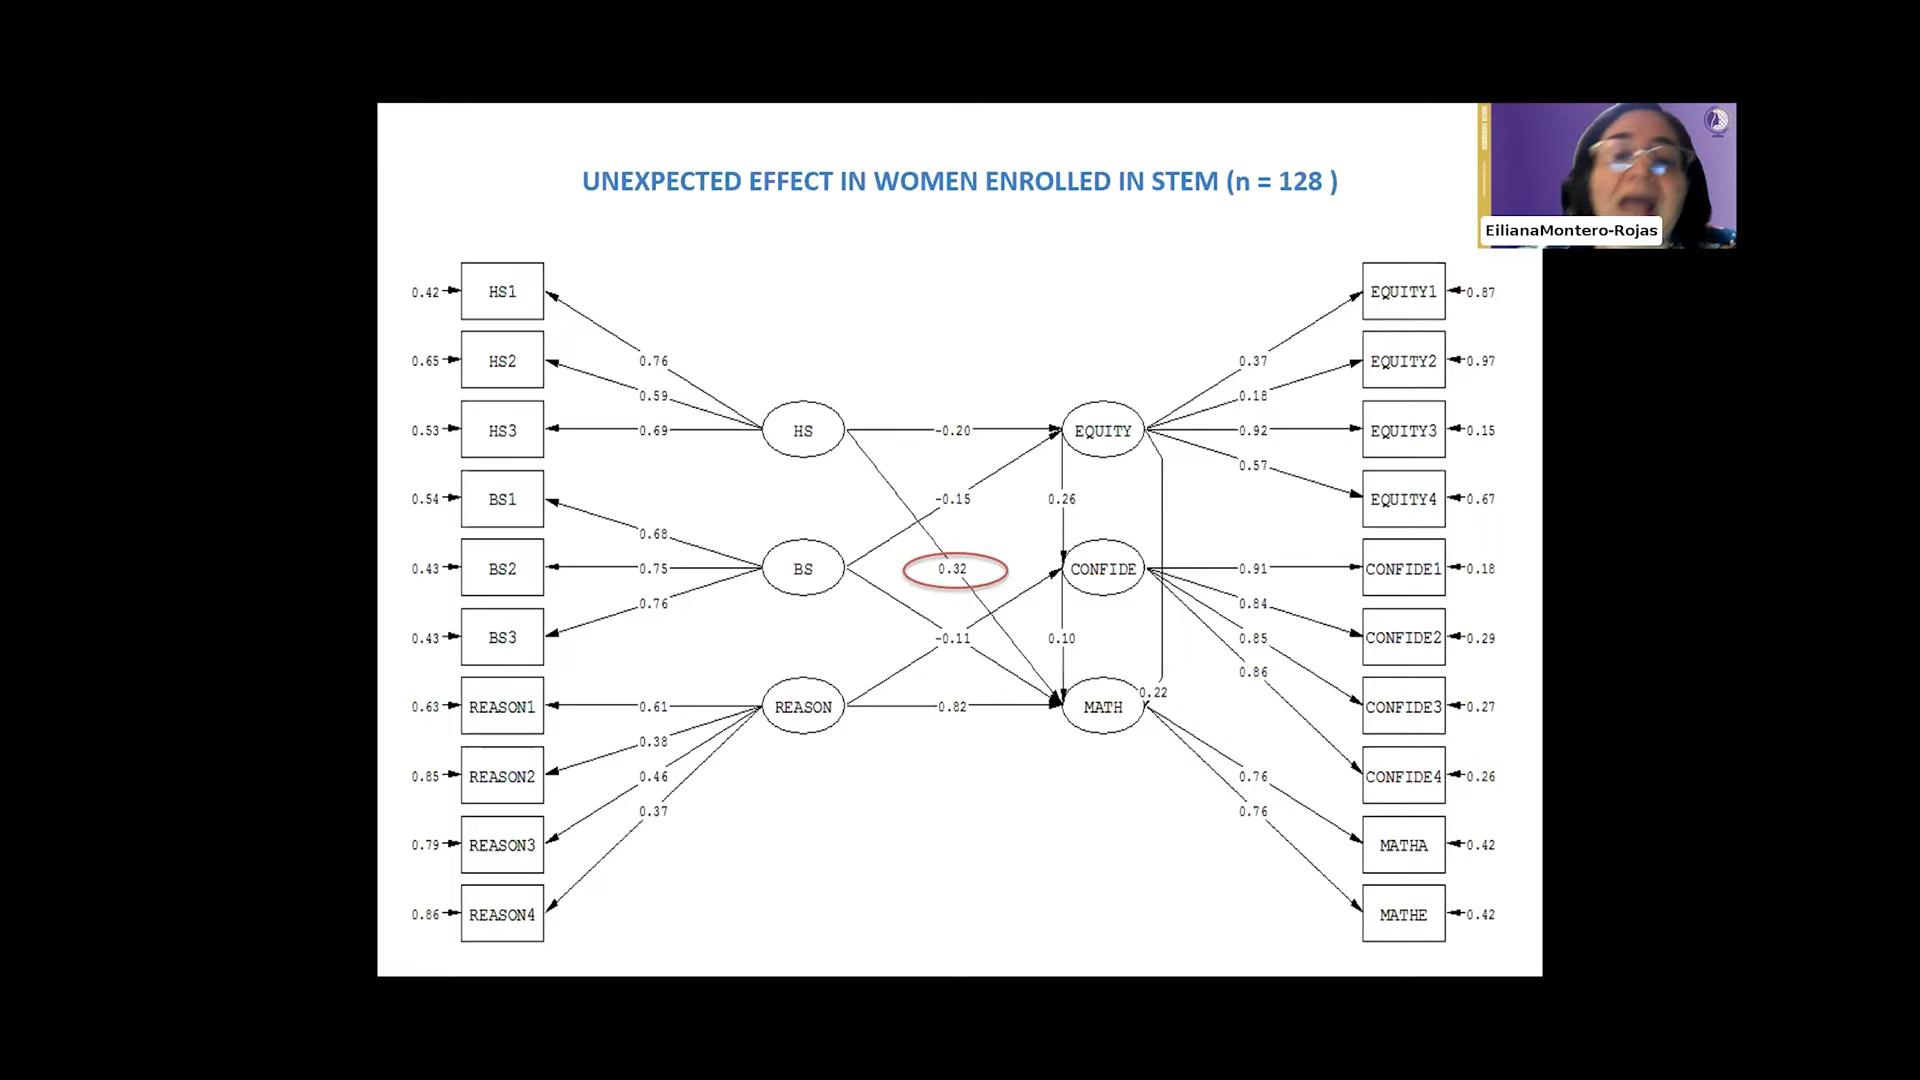 UNEXPECTED EFFECT IN WOMEN ENROLLED IN STEM (n = 128 )
EilianaMontero-Rojas
0.42 HS1 EQUITY1 0.87
0.65 HS2 0.76 0.37 EQUITY2 0.97
0.59 0.18
0.53 HS3 0.69 HS -0.20 EQUITY 0.92 EQUITY3 0.15
0.57
0.54 BS1 -0.15 0.26 EQUITY4 0.67
0.68
0.43 BS2 0.75 BS 0.32 CONFIDE 0.91 CONFIDE1 0.18
0.76 0.84
0.43 BS3 -0.11 0.10 0.85 CONFIDE2 0.29
0.86
0.22
0.63 REASON1 0.61 REASON 0.82 MATH CONFIDE3 0.27
0.38
0.85 REASON2 0.46 0.76 CONFIDE4 0.26
0.37 0.76
0.79 REASON3 MATHA 0.42
0.86 REASON4 MATHE 0.42